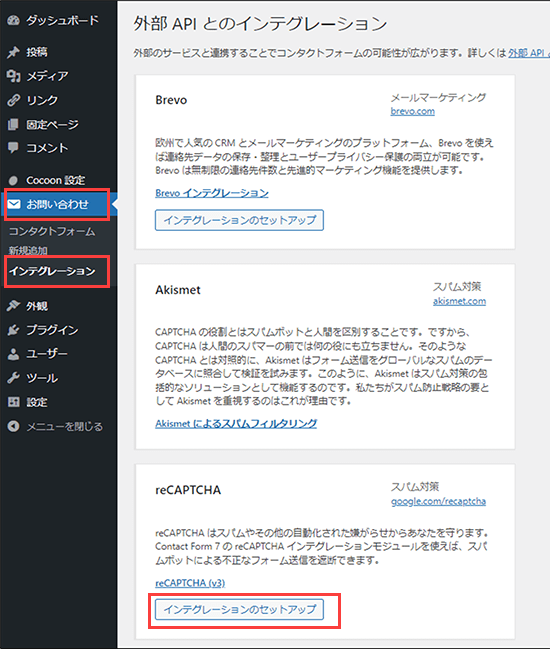 ダッシュボード
投稿
メディア
リンク
固定ページ
コメント
Cocoon 設定
お問い合わせ
コンタクトフォーム
新規追加
インテグレーション
外観
プラグイン
ユーザー
ツール
設定
メニューを閉じる
外部 API とのインテグレーション
外部のサービスと連携することでコンタクトフォームの可能性が広がります。詳しくは 外部 API
Brevo
メールマーケティング
brevo.com
欧州で人気の CRM とメールマーケティングのプラットフォーム、Brevo を使え
ば連絡先データの保存・整理とユーザープライバシー保護の両立が可能です。
Brevo は無制限の連絡先件数と先進的マーケティング機能を提供します。
Brevo インテグレーション
インテグレーションのセットアップ
Akismet
スパム対策
akismet.com
CAPTCHA の役割とはスパムボットと人間を区別することです。ですから、
CAPTCHA は人間のスパマーの前では何の役にも立ちません。そのような
CAPTCHA とは対照的に、Akismet はフォーム送信をグローバルなスパムのデー
タベースに照合して検証を試みます。このように、Akismet はスパム対策の包
括的なソリューションとして機能するのです。私たちがスパム防止戦略の要と
して Akismet を重視するのはこれが理由です。
Akismet によるスパムフィルタリング
reCAPTCHA
スパム対策
google.com/recaptcha
reCAPTCHA はスパムやその他の自動化された嫌がらせからあなたを守ります。
Contact Form 7 の reCAPTCHA インテグレーションモジュールを使えば、スパ
ムボットによる不正なフォーム送信を遮断できます。
reCAPTCHA (v3)
インテグレーションのセットアップ